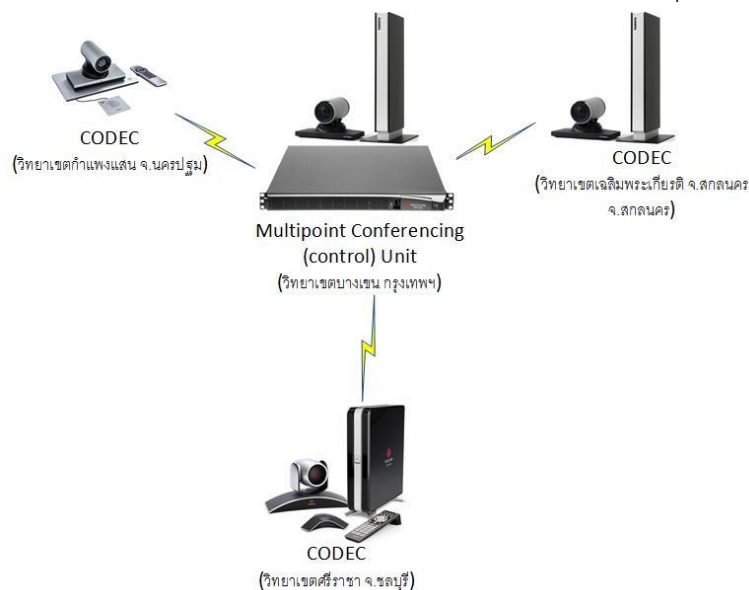 CODEC
(วิทยาเขตกำแพงแสน จ.นครปฐม)
CODEC
(วิทยาเขตเฉลิมพระเกียรติ จ.สกลนคร
จ.สกลนคร)
Multipoint Conferencing
(control) Unit
(วิทยาเขตบางเขน กรุงเทพฯ)
CODEC
(วิทยาเขตศรีราชา จ.ชลบุรี)